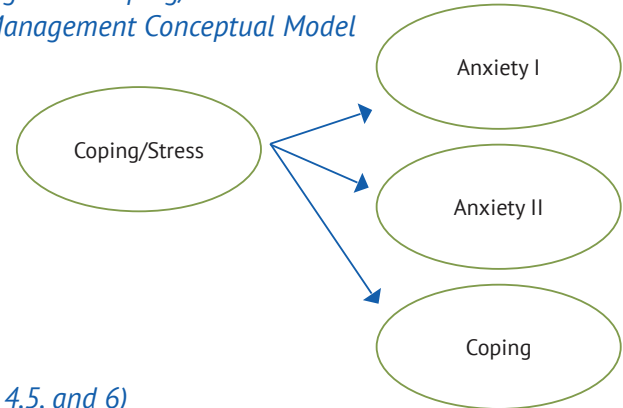 Management Conceptual Model
Anxiety I
Coping/Stress
Anxiety II
Coping
4,5, and 6)